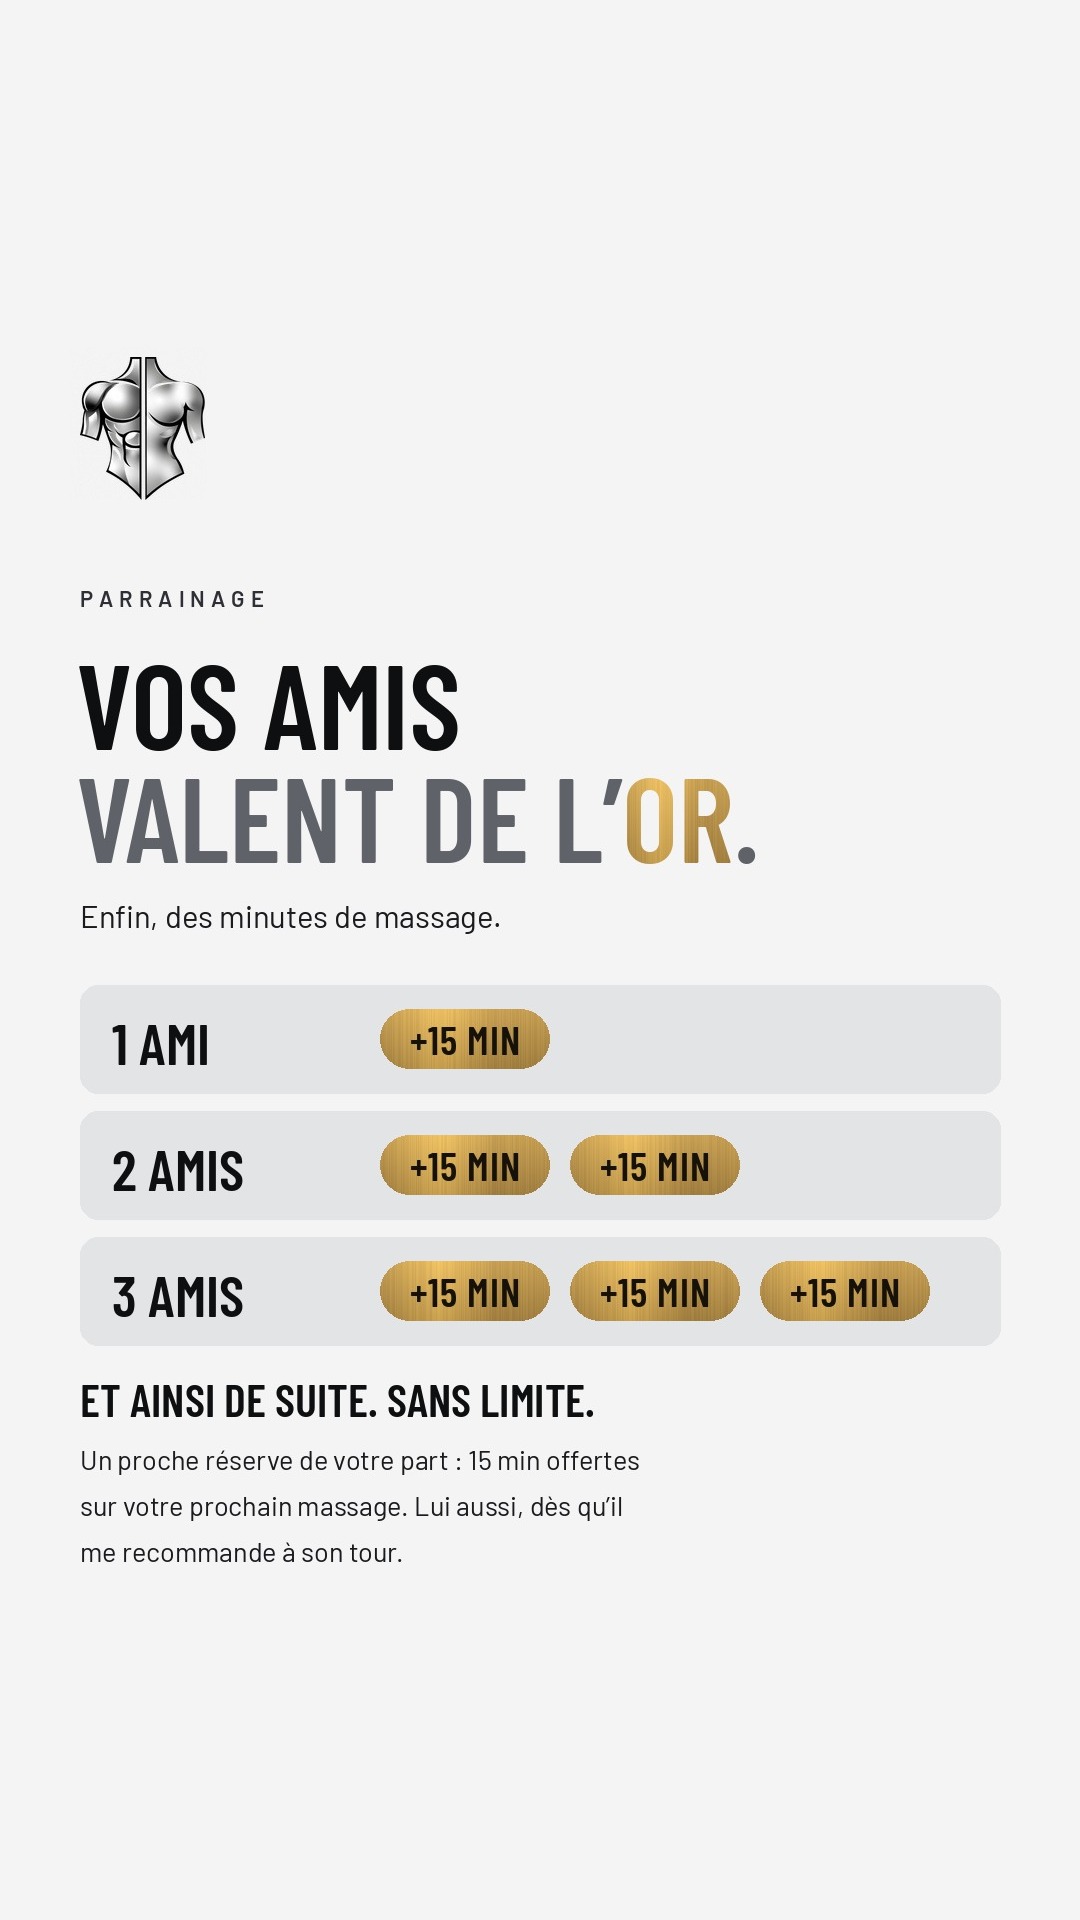 PARRAINAGE
VOS AMIS
VALENT DE L’OR.
Enfin, des minutes de massage.
1 AMI +15 MIN
2 AMIS +15 MIN +15 MIN
3 AMIS +15 MIN +15 MIN +15 MIN
ET AINSI DE SUITE. SANS LIMITE.
Un proche réserve de votre part : 15 min offertes
sur votre prochain massage. Lui aussi, dès qu’il
me recommande à son tour.